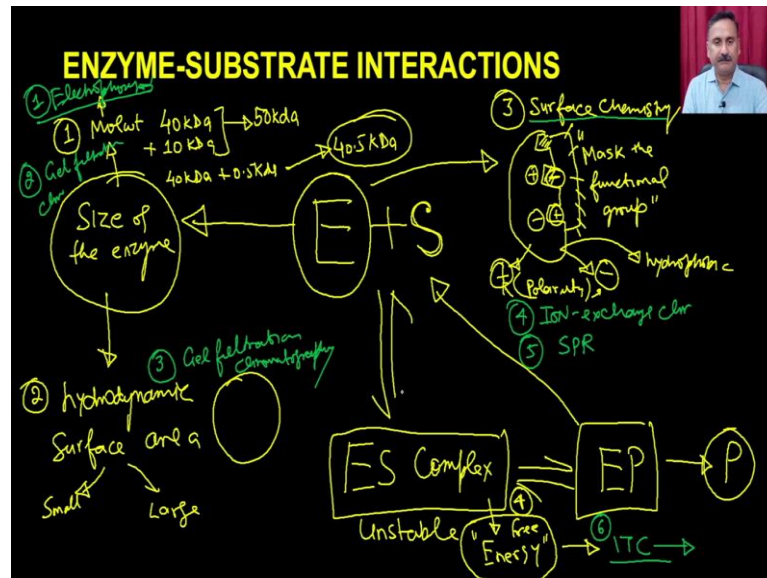 ENZYME-SUBSTRATE INTERACTIONS
1 Electrophoresis
1 Molwt 40kDa
+ 10kDa
50kda
2 Gel filtration
chr
40kDa + 0.5kda
40.5kDa
3 Surface Chemistry
"Mask the
functional
group"
+ +
- +
Size of
the enzyme
E + S
+ (Polarity) -
hydrophobic
4 Ion-exchange chr
5 SPR
3 Gel filtration
chromatography
2 hydrodynamic
Surface area
Small
Large
ES Complex
EP
P
Unstable
4
"free
Energy"
6
ITC